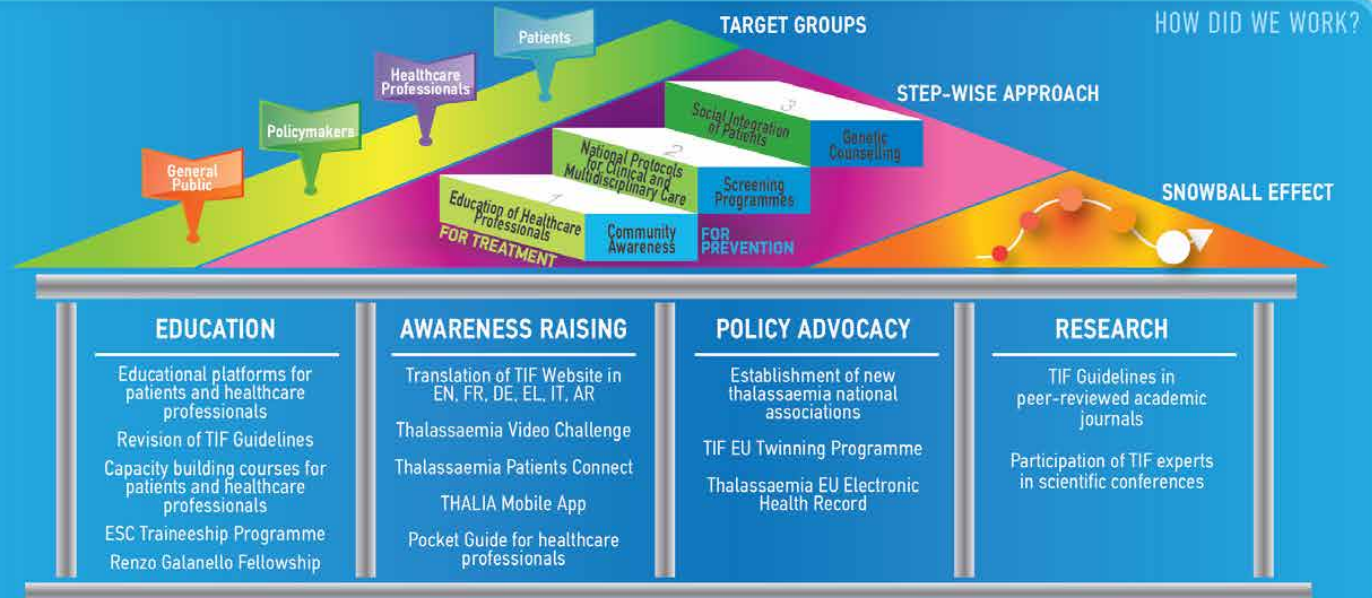 HOW DID WE WORK?
TARGET GROUPS
Patients
Healthcare
Professionals
Policymakers
General
Public
STEP-WISE APPROACH
3
Social Integration
of Patients
Genetic
Counselling
2
National Protocols
for Clinical and
Multidisciplinary Care
Screening
Programmes
1
Education of Healthcare
Professionals
Community
Awareness
FOR TREATMENT
FOR
PREVENTION
SNOWBALL EFFECT
EDUCATION
Educational platforms for
patients and healthcare
professionals
Revision of TIF Guidelines
Capacity building courses for
patients and healthcare
professionals
ESC Traineeship Programme
Renzo Galanello Fellowship
AWARENESS RAISING
Translation of TIF Website in
EN, FR, DE, EL, IT, AR
Thalassaemia Video Challenge
Thalassaemia Patients Connect
THALIA Mobile App
Pocket Guide for healthcare
professionals
POLICY ADVOCACY
Establishment of new
thalassaemia national
associations
TIF EU Twinning Programme
Thalassaemia EU Electronic
Health Record
RESEARCH
TIF Guidelines in
peer-reviewed academic
journals
Participation of TIF experts
in scientific conferences